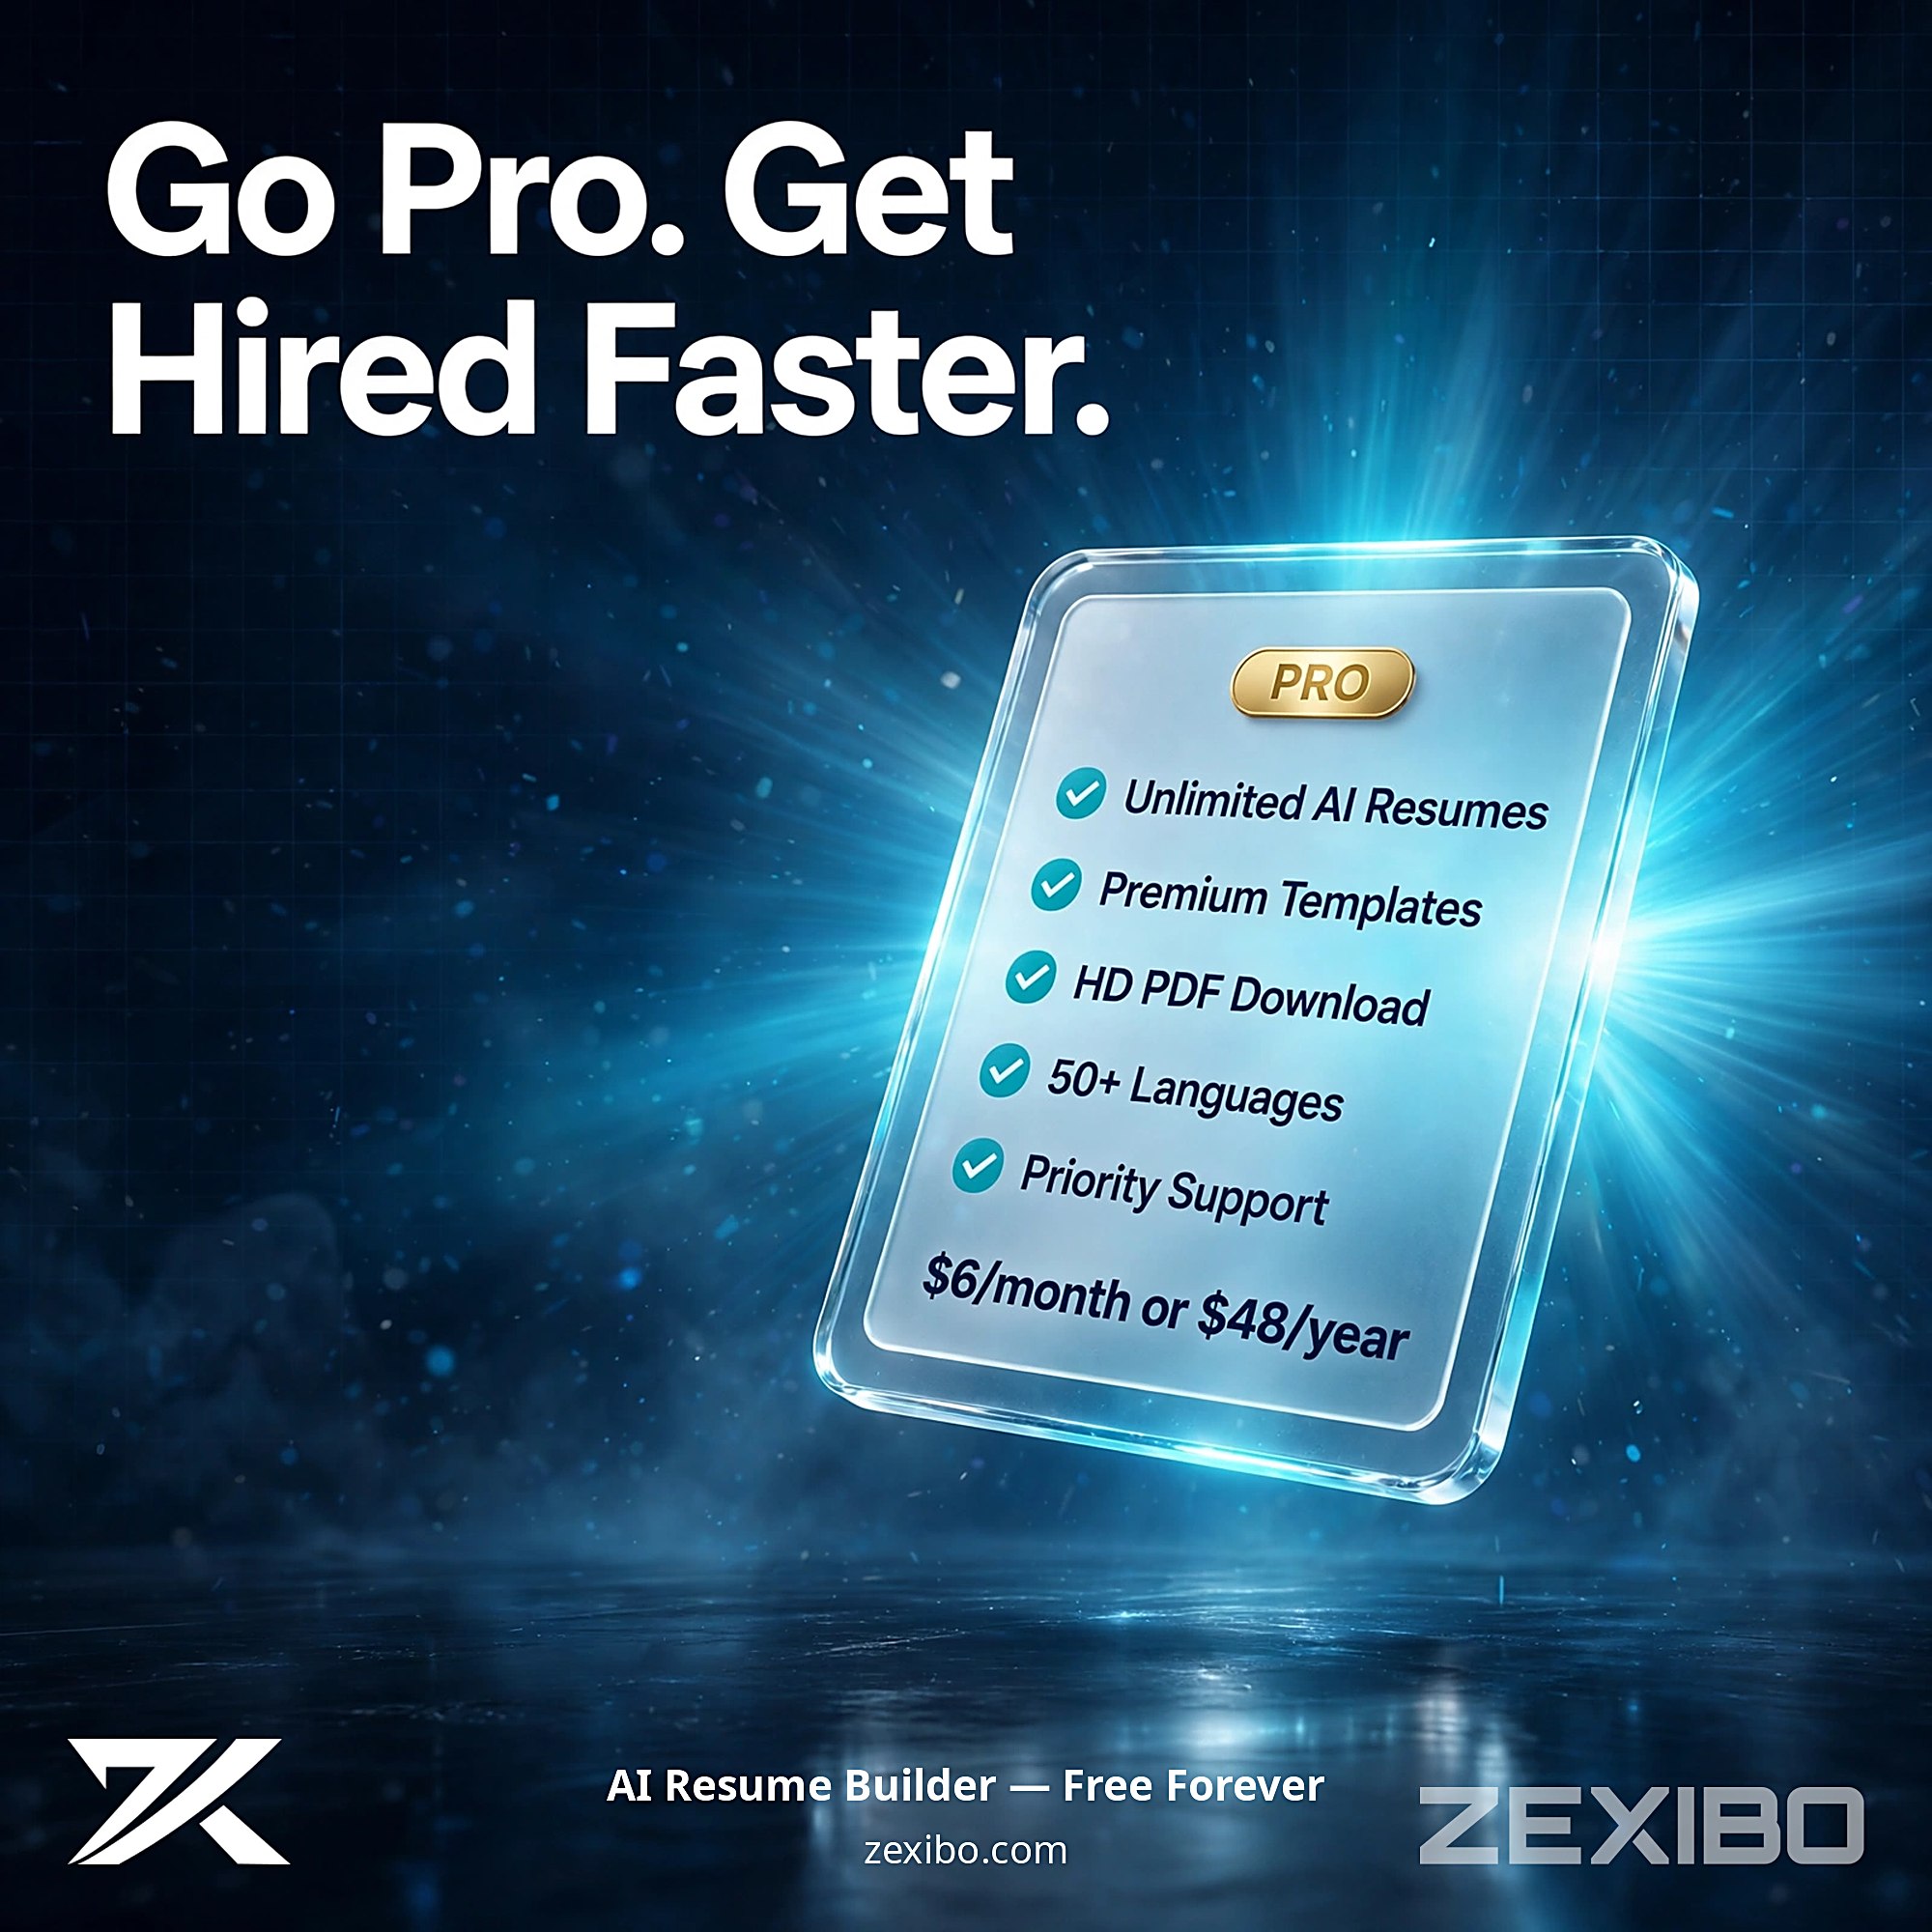 Go Pro. Get
Hired Faster.
PRO
Unlimited AI Resumes
Premium Templates
HD PDF Download
50+ Languages
Priority Support
$6/month or $48/year
AI Resume Builder — Free Forever
zexibo.com
ZEXIBO